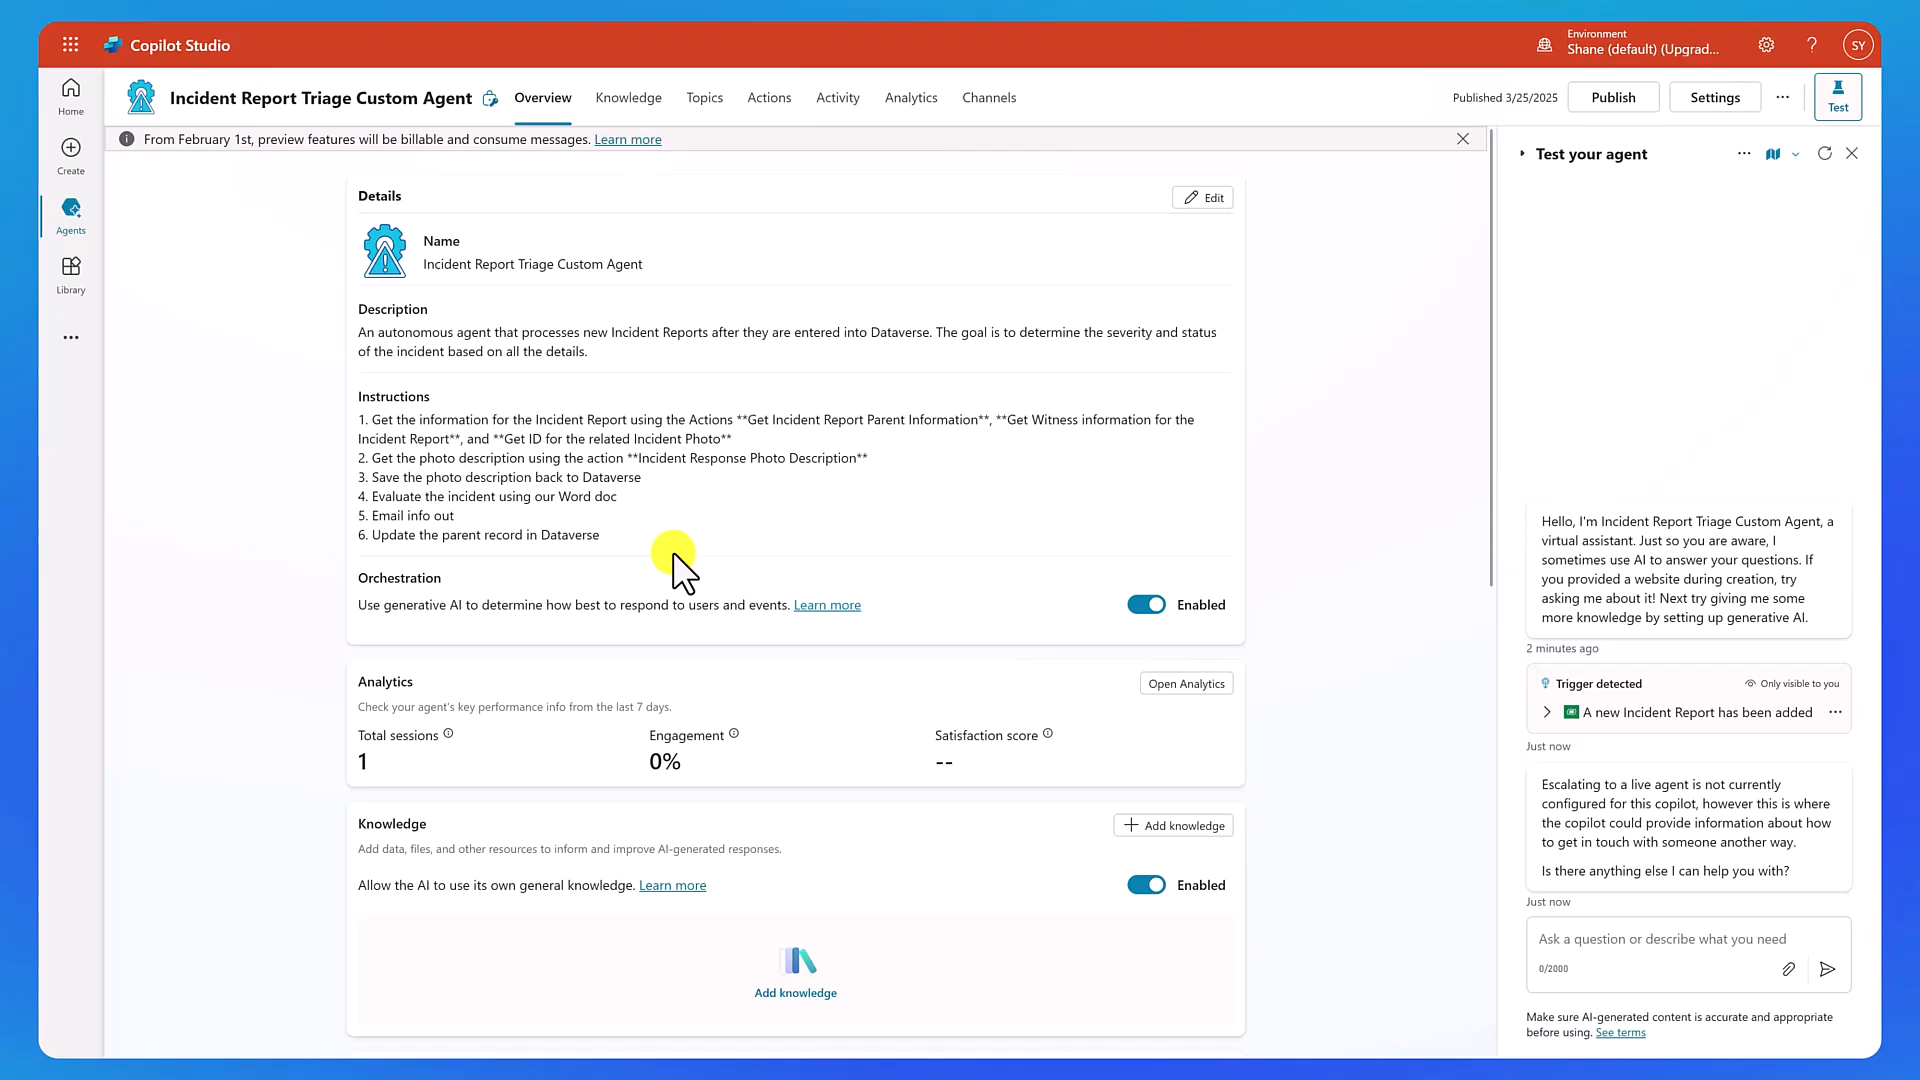 Copilot Studio
Environment
Shane (default) (Upgrad...
SY
Home
Create
Agents
Library
Incident Report Triage Custom Agent
Overview
Knowledge
Topics
Actions
Activity
Analytics
Channels
Published 3/25/2025
Publish
Settings
Test
From February 1st, preview features will be billable and consume messages. Learn more
Details
Edit
Name
Incident Report Triage Custom Agent
Description
An autonomous agent that processes new Incident Reports after they are entered into Dataverse. The goal is to determine the severity and status
of the incident based on all the details.
Instructions
1. Get the information for the Incident Report using the Actions **Get Incident Report Parent Information**, **Get Witness information for the
Incident Report**, and **Get ID for the related Incident Photo**
2. Get the photo description using the action **Incident Response Photo Description**
3. Save the photo description back to Dataverse
4. Evaluate the incident using our Word doc
5. Email info out
6. Update the parent record in Dataverse
Orchestration
Use generative AI to determine how best to respond to users and events. Learn more
Enabled
Analytics
Open Analytics
Check your agent's key performance info from the last 7 days.
Total sessions
1
Engagement
0%
Satisfaction score
--
Knowledge
Add knowledge
Add data, files, and other resources to inform and improve AI-generated responses.
Allow the AI to use its own general knowledge. Learn more
Enabled
Add knowledge
Test your agent
Hello, I'm Incident Report Triage Custom Agent, a
virtual assistant. Just so you are aware, I
sometimes use AI to answer your questions. If
you provided a website during creation, try
asking me about it! Next try giving me some
more knowledge by setting up generative AI.
2 minutes ago
Trigger detected
Only visible to you
A new Incident Report has been added
Just now
Escalating to a live agent is not currently
configured for this copilot, however this is where
the copilot could provide information about how
to get in touch with someone another way.
Is there anything else I can help you with?
Just now
Ask a question or describe what you need
0/2000
Make sure AI-generated content is accurate and appropriate
before using. See terms